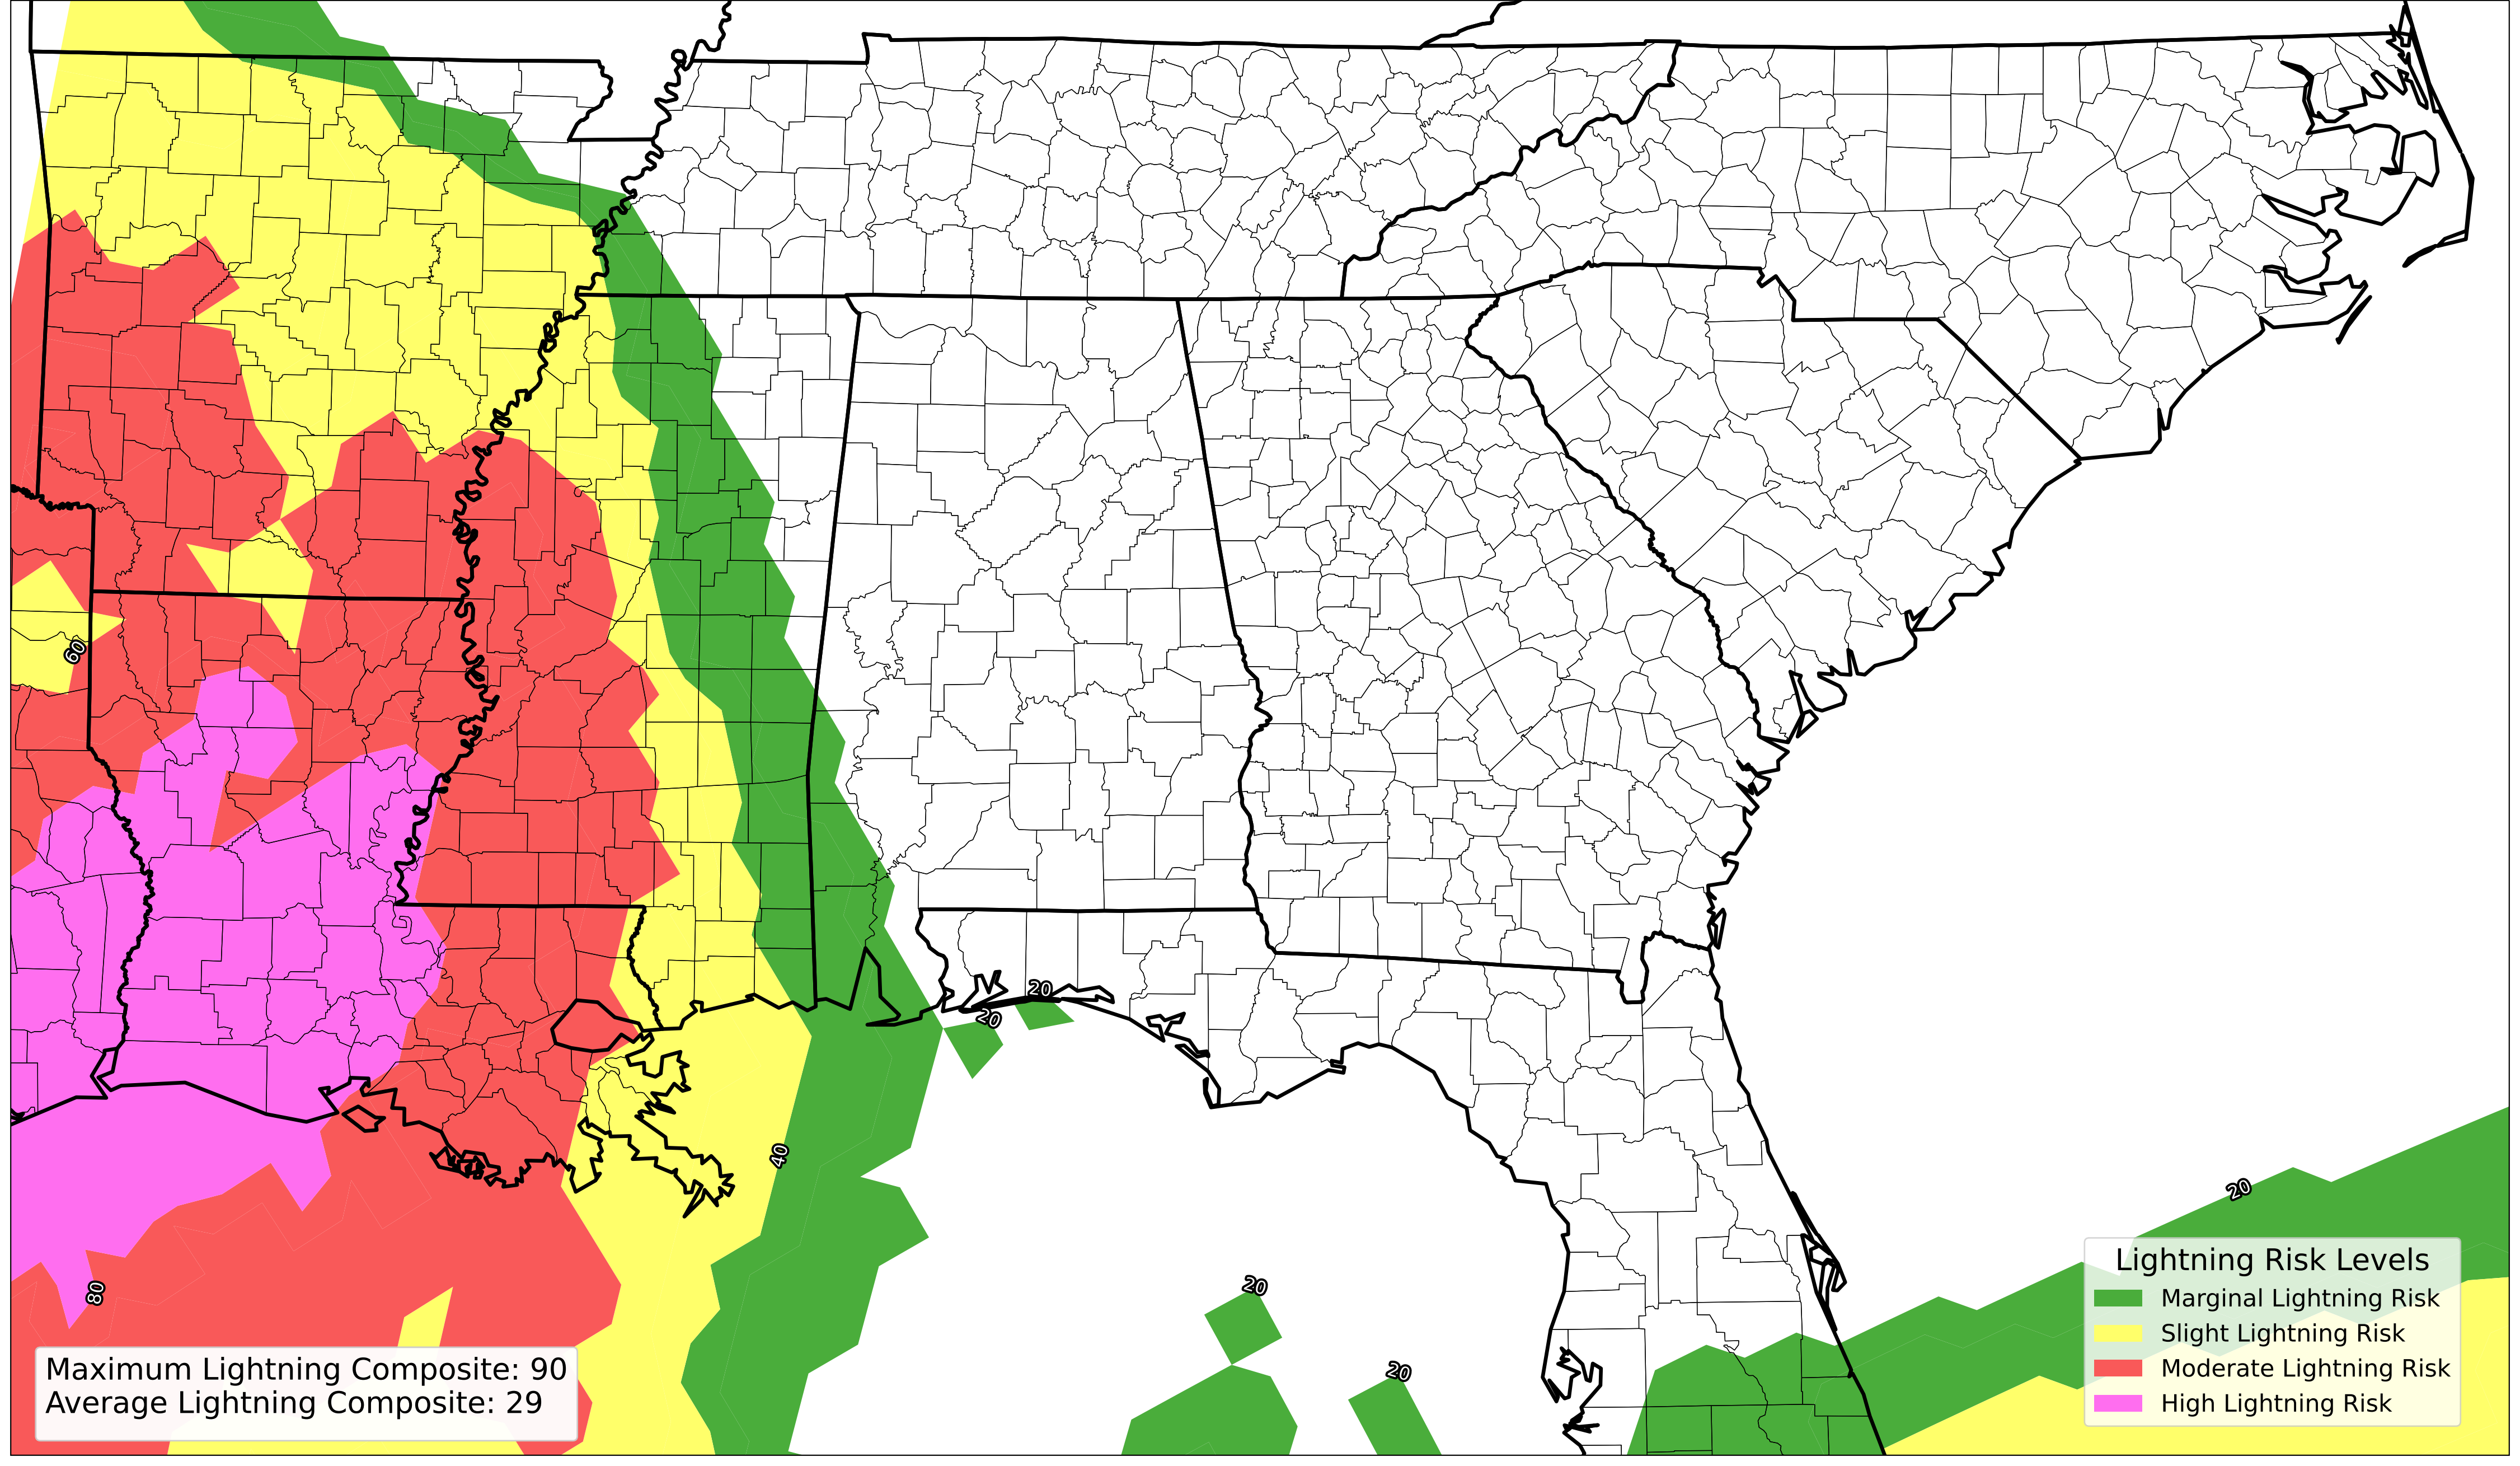 60
20
20
40
20
80
20
20
Lightning Risk Levels
Marginal Lightning Risk
Slight Lightning Risk
Moderate Lightning Risk
High Lightning Risk
Maximum Lightning Composite: 90
Average Lightning Composite: 29